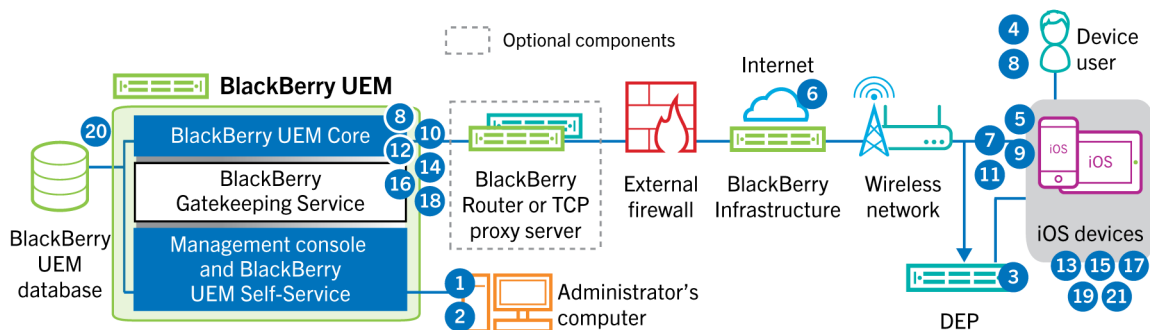 Optional components
BlackBerry UEM
20
BlackBerry UEM Core
8
10
12
14
16
18
BlackBerry
Gatekeeping Service
Management console
and BlackBerry
UEM Self-Service
BlackBerry
UEM
database
1
2
Administrator's
computer
BlackBerry
Router or TCP
proxy server
External
firewall
Internet
6
BlackBerry
Infrastructure
Wireless
network
4
8
Device
user
5
7
9
11
iOS
iOS
iOS devices
13 15 17
19 21
3
DEP